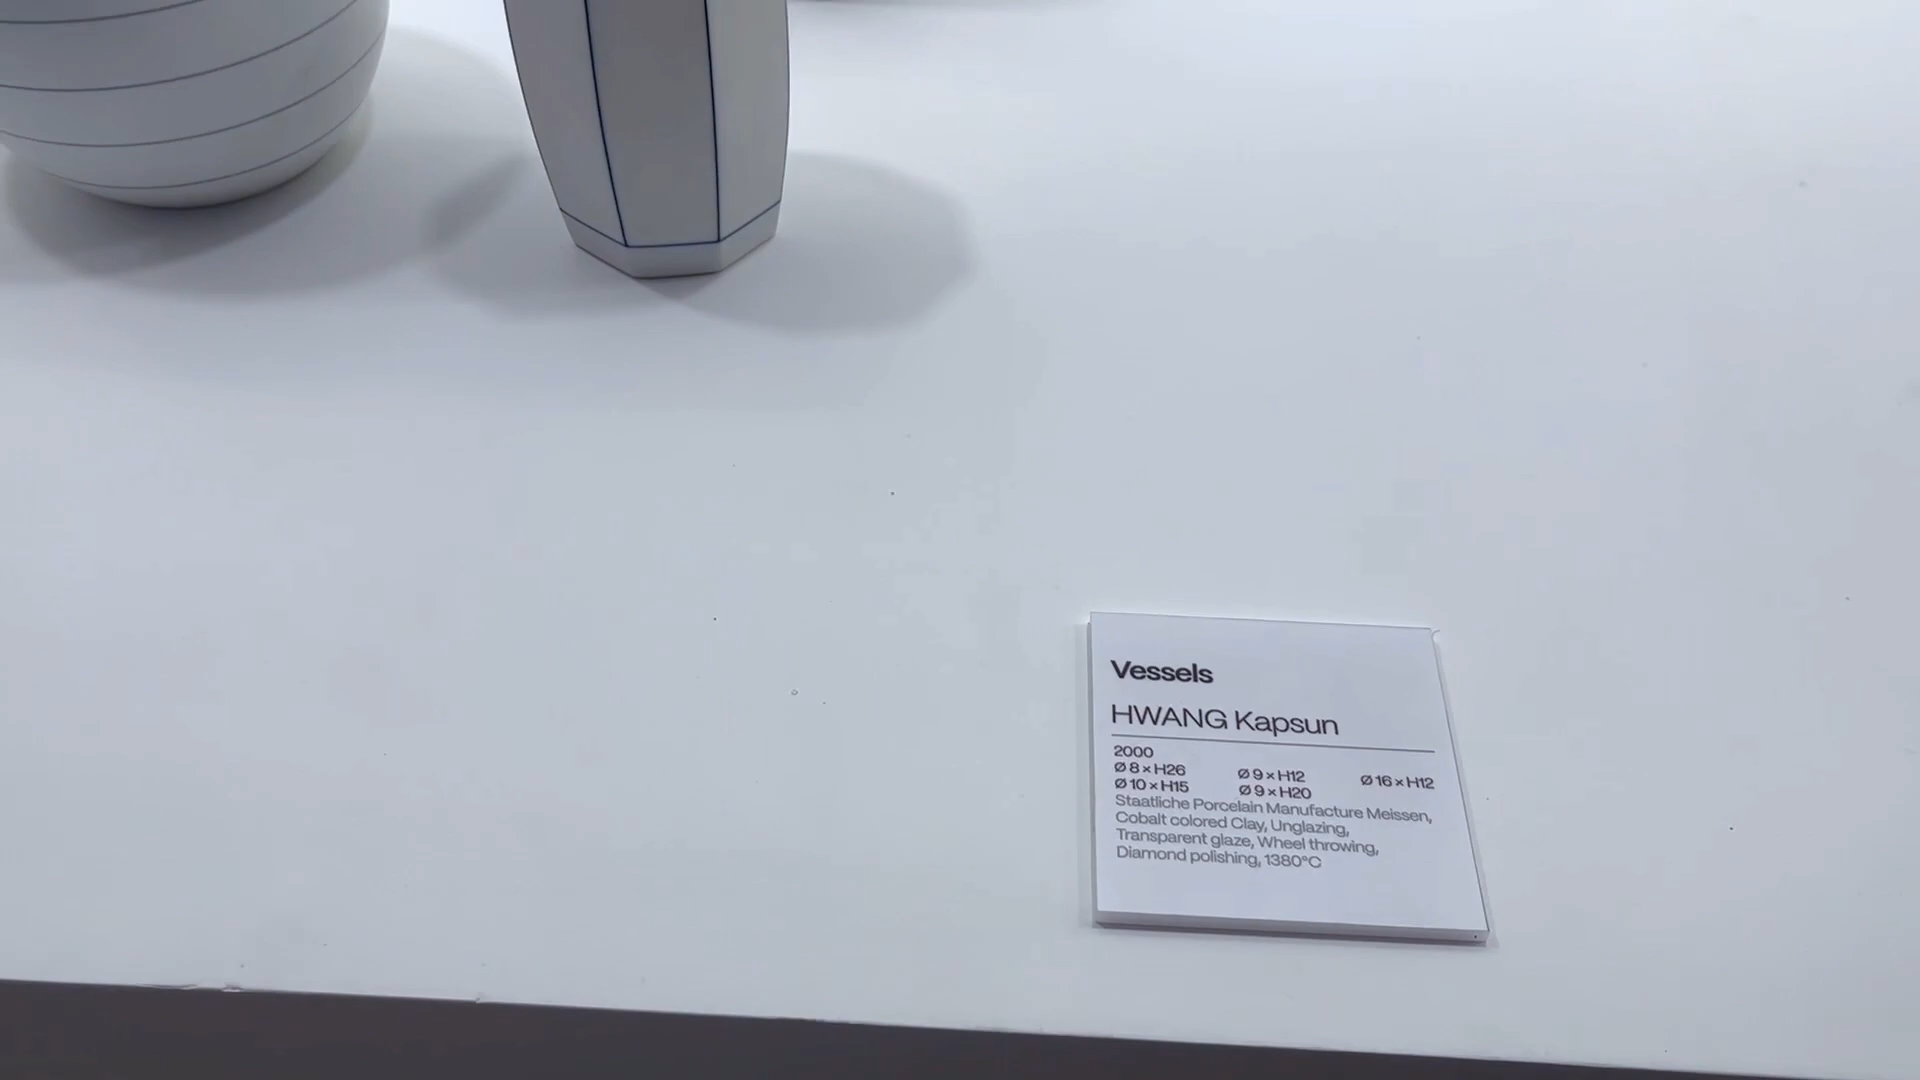 Vessels
HWANG Kapsun
2000
Ø 8 × H26 Ø 9 × H12 Ø 16 × H12
Ø 10 × H15 Ø 9 × H20
Staatliche Porcelain Manufacture Meissen,
Cobalt colored Clay, Unglazing,
Transparent glaze, Wheel throwing,
Diamond polishing, 1380°C